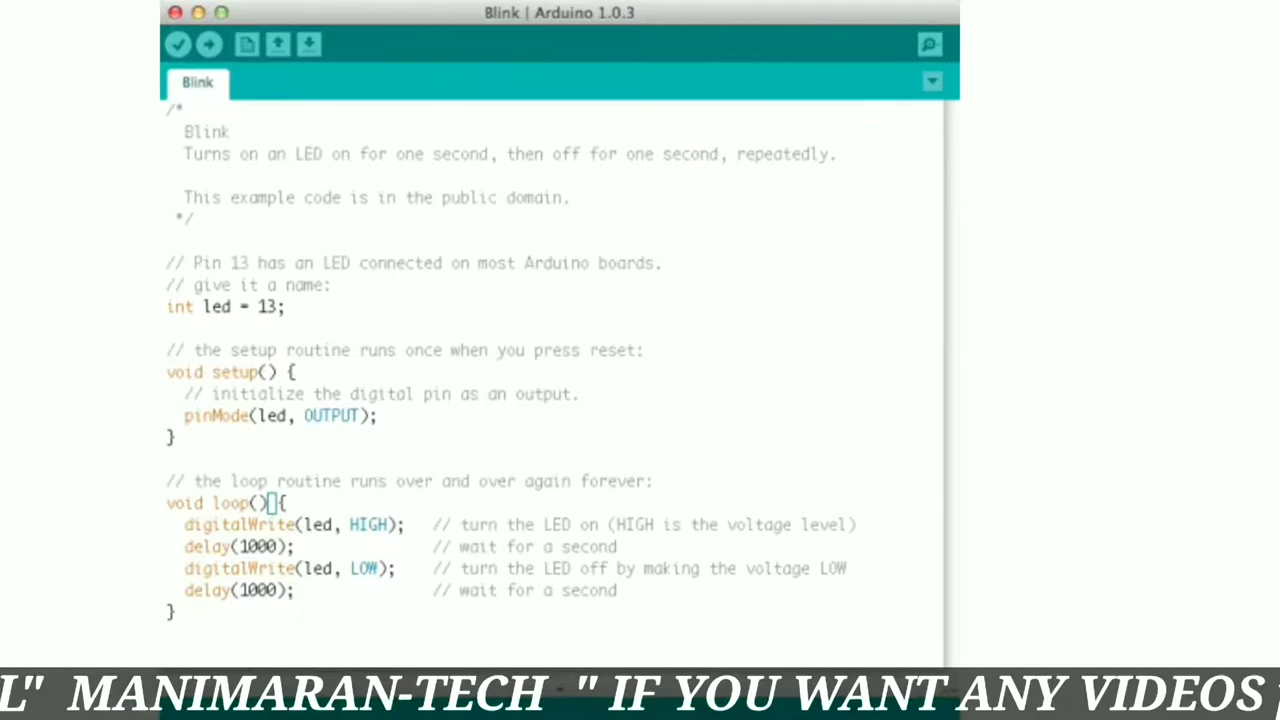 Blink | Arduino 1.0.3
Blink
/*
Blink
Turns on an LED on for one second, then off for one second, repeatedly.
This example code is in the public domain.
*/
// Pin 13 has an LED connected on most Arduino boards.
// give it a name:
int led = 13;
// the setup routine runs once when you press reset:
void setup() {
// initialize the digital pin as an output.
pinMode(led, OUTPUT);
}
// the loop routine runs over and over again forever:
void loop() {
digitalWrite(led, HIGH); // turn the LED on (HIGH is the voltage level)
delay(1000); // wait for a second
digitalWrite(led, LOW); // turn the LED off by making the voltage LOW
delay(1000); // wait for a second
}
L" MANIMARAN-TECH " IF YOU WANT ANY VIDEOS